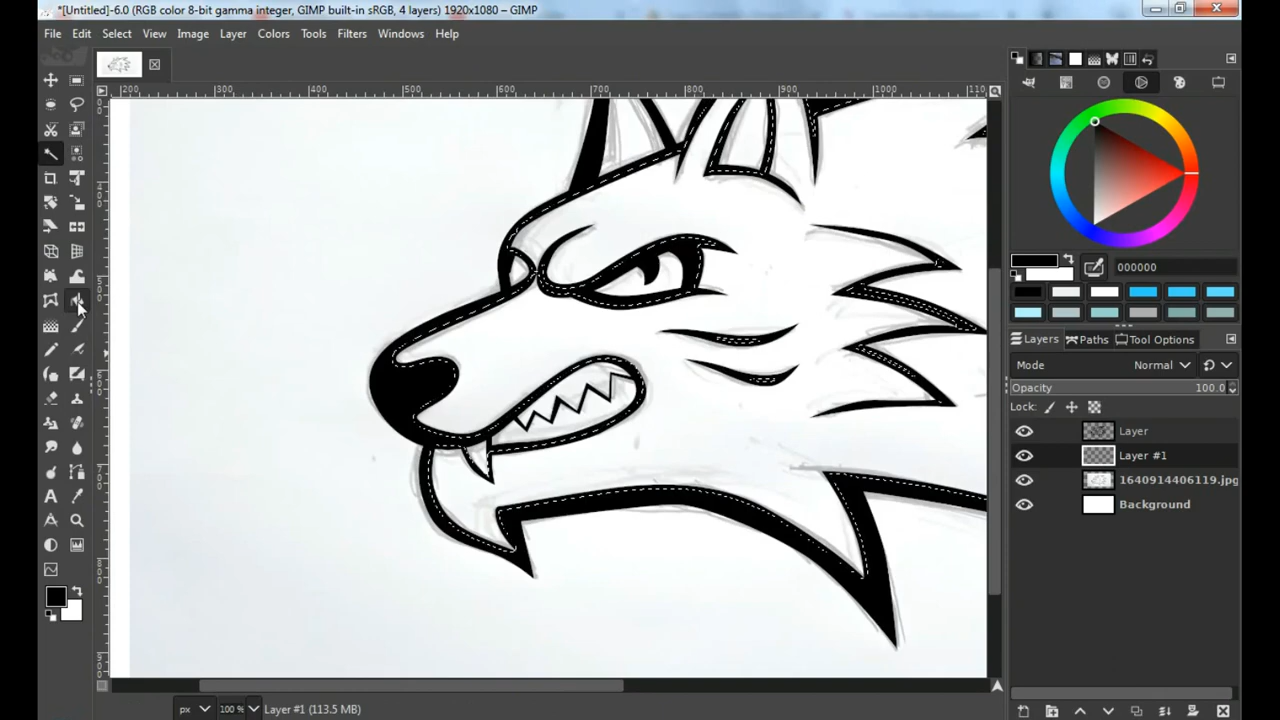 *[Untitled]-6.0 (RGB color 8-bit gamma integer, GIMP built-in sRGB, 4 layers) 1920x1080 – GIMP
File Edit Select View Image Layer Colors Tools Filters Windows Help
200 300 400 500 600 700 800 900 1000
000000
Layers Paths Tool Options
Mode Normal
Opacity 100.0
Lock:
Layer
Layer #1
1640914406119.jpg
Background
px 100 % Layer #1 (113.5 MB)